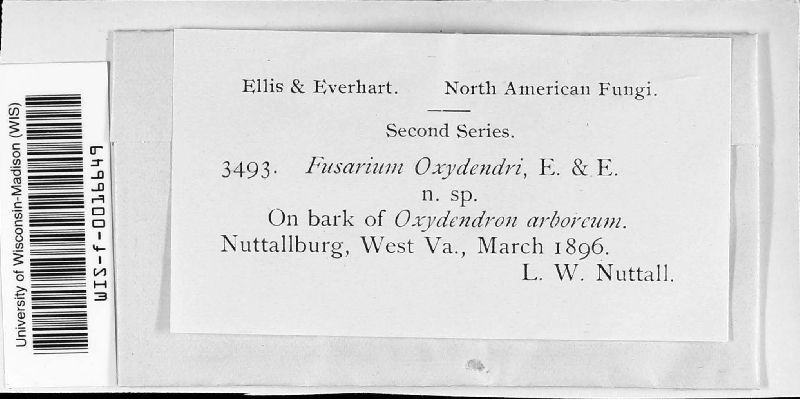 Ellis & Everhart. North American Fungi.
Second Series.
3493. Fusarium Oxydendri, E. & E.
n. sp.
On bark of Oxydendron arboreum.
Nuttallburg, West Va., March 1896.
L. W. Nuttall.
University of Wisconsin-Madison (WIS)
WIS-f-0016649